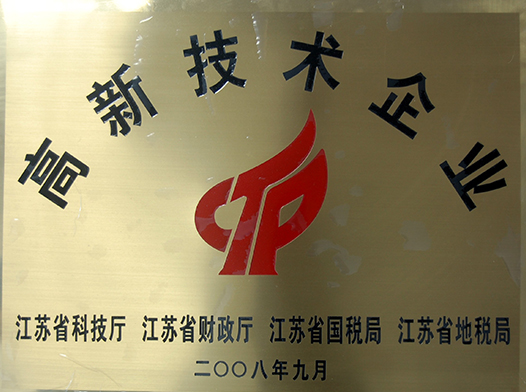 高新技术企业
江苏省科技厅 江苏省财政厅 江苏省国税局 江苏省地税局
二〇〇八年九月